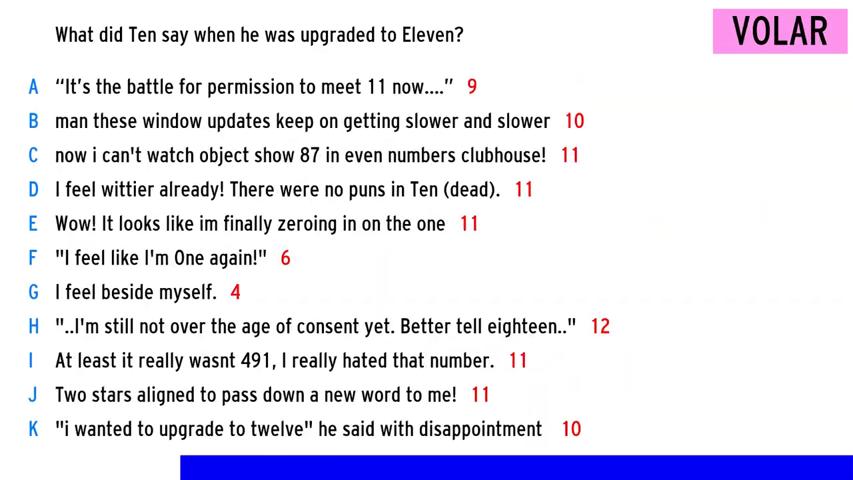 What did Ten say when he was upgraded to Eleven?
VOLAR
A “It’s the battle for permission to meet 11 now....” 9
B man these window updates keep on getting slower and slower 10
C now i can't watch object show 87 in even numbers clubhouse! 11
D I feel wittier already! There were no puns in Ten (dead). 11
E Wow! It looks like im finally zeroing in on the one 11
F "I feel like I'm One again!" 6
G I feel beside myself. 4
H "..I'm still not over the age of consent yet. Better tell eighteen.." 12
I At least it really wasnt 491, I really hated that number. 11
J Two stars aligned to pass down a new word to me! 11
K "i wanted to upgrade to twelve" he said with disappointment 10